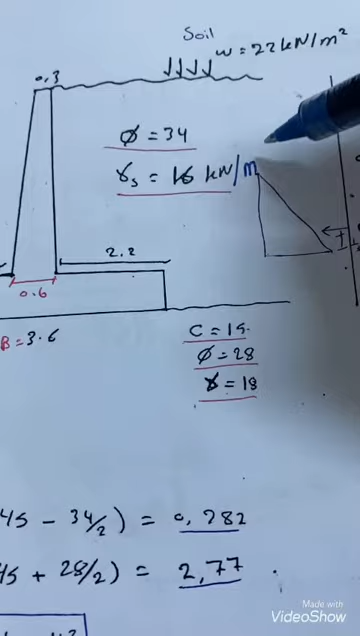 Soil
w = 22 kN/m²
0.3
φ = 34
γs = 16 kN/m
2.2
0.6
B = 3.6
C = 15
φ = 28
γ = 18
45 - 34/2) = 0,282
45 + 28/2) = 2,77
Made with
VideoShow